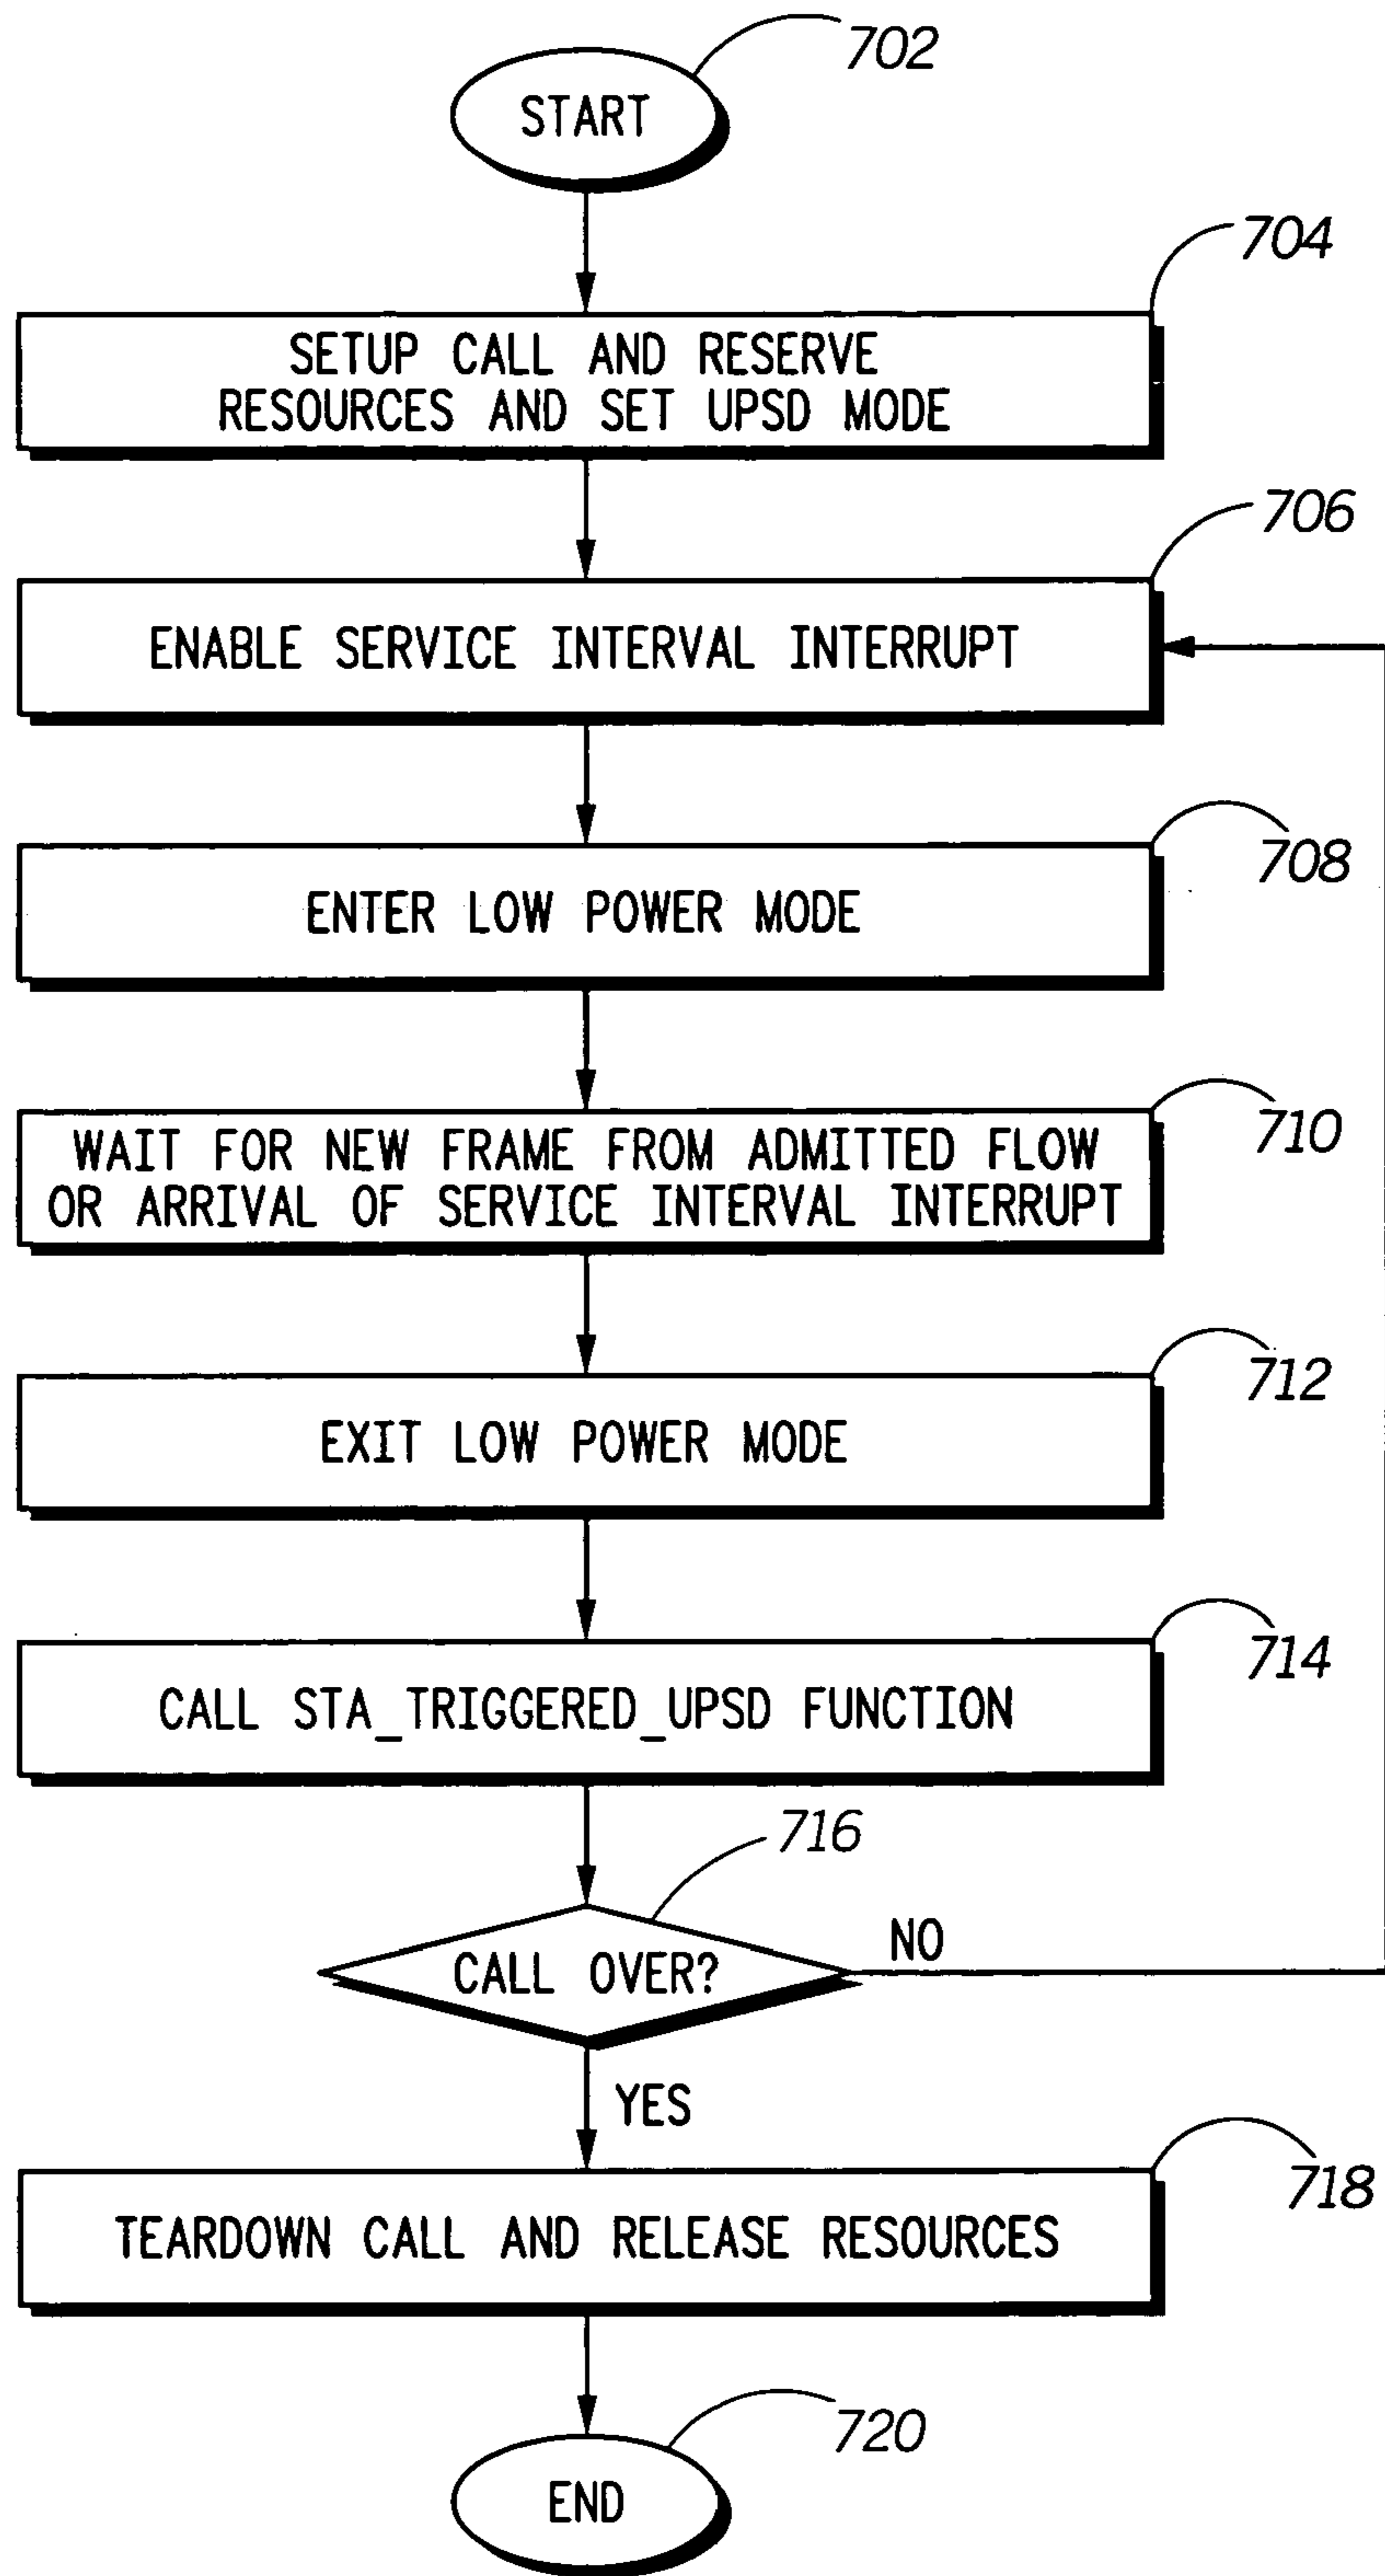 702
START
704
SETUP CALL AND RESERVE
RESOURCES AND SET UPSD MODE
706
ENABLE SERVICE INTERVAL INTERRUPT
708
ENTER LOW POWER MODE
710
WAIT FOR NEW FRAME FROM ADMITTED FLOW
OR ARRIVAL OF SERVICE INTERVAL INTERRUPT
712
EXIT LOW POWER MODE
714
CALL STA_TRIGGERED_UPSD FUNCTION
716
CALL OVER?
NO
YES
718
TEARDOWN CALL AND RELEASE RESOURCES
720
END